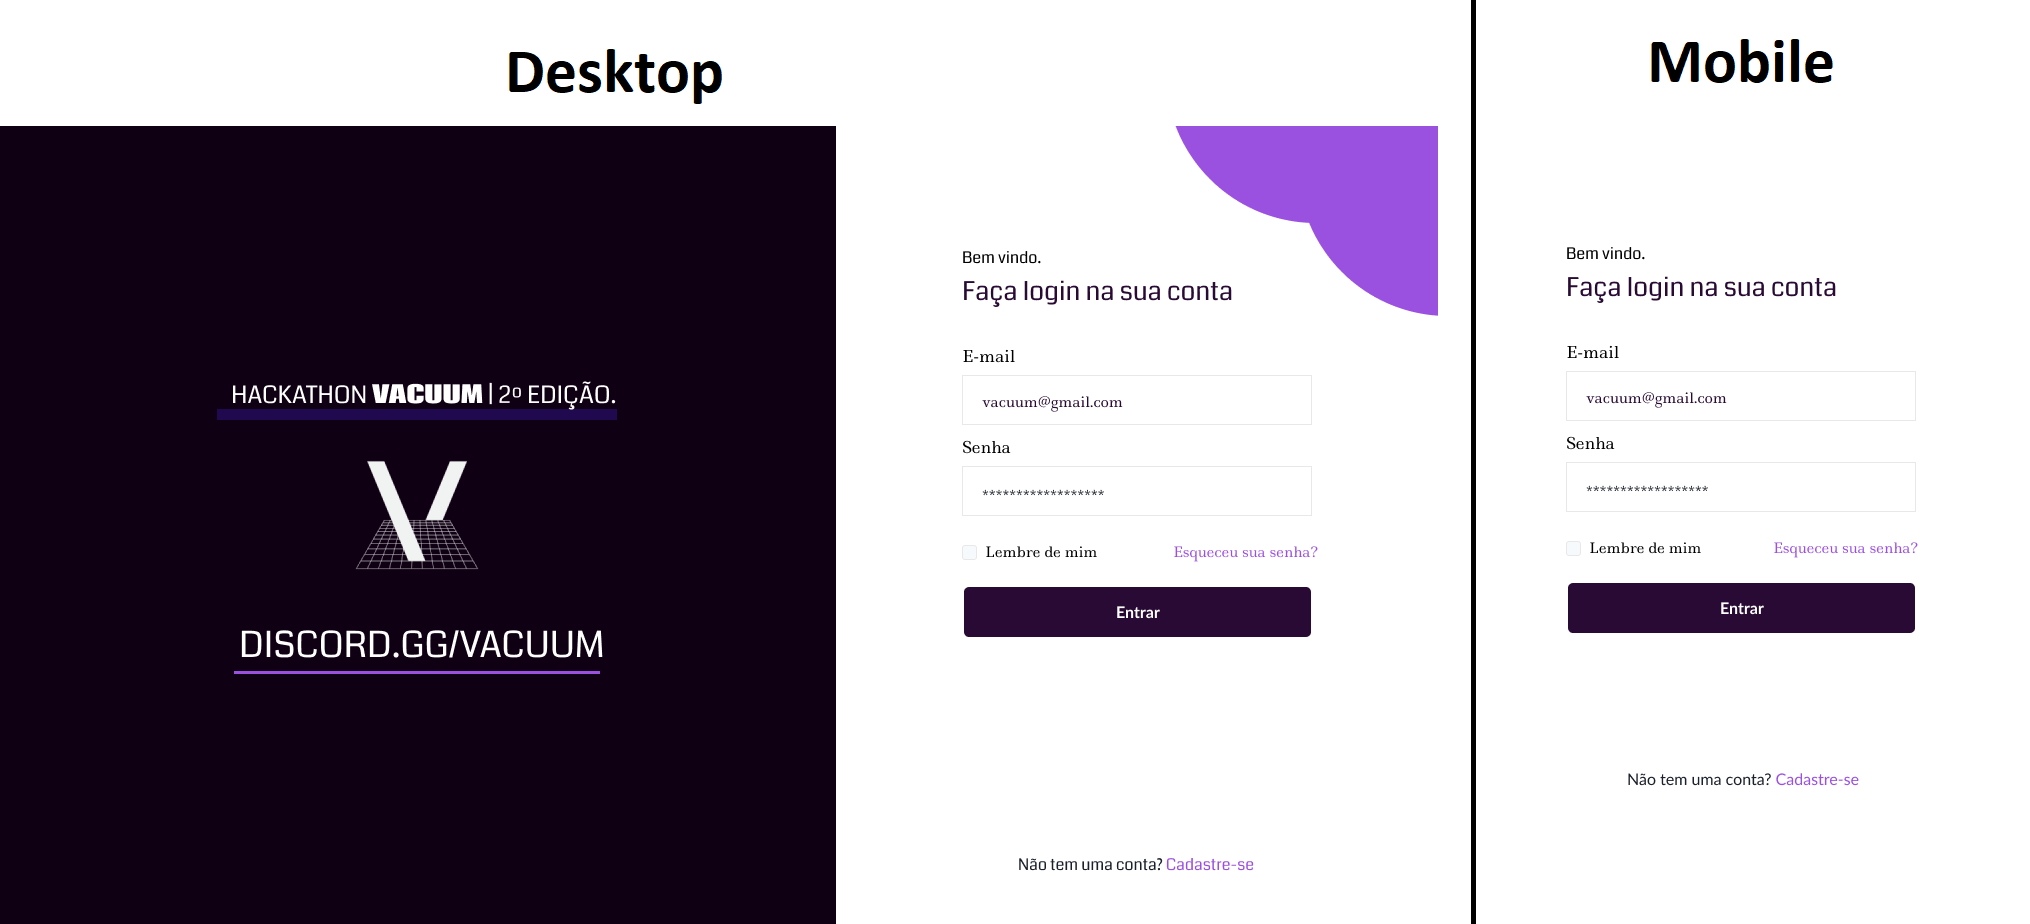 Desktop
HACKATHON VACUUM | 2º EDIÇÃO.
DISCORD.GG/VACUUM
Bem vindo.
Faça login na sua conta
E-mail
vacuum@gmail.com
Senha
******************
Lembre de mim
Esqueceu sua senha?
Entrar
Não tem uma conta? Cadastre-se
Mobile
Bem vindo.
Faça login na sua conta
E-mail
vacuum@gmail.com
Senha
******************
Lembre de mim
Esqueceu sua senha?
Entrar
Não tem uma conta? Cadastre-se